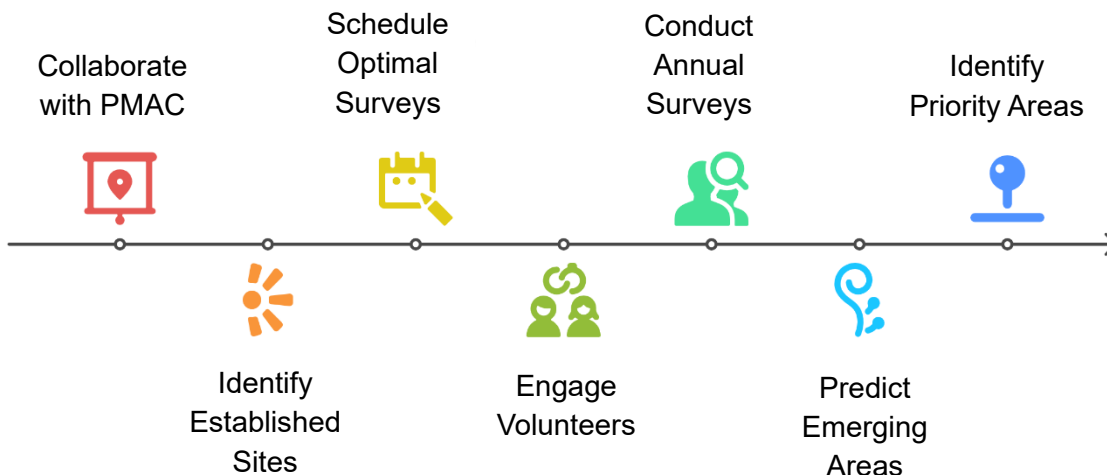 Collaborate
with PMAC
Identify
Established
Sites
Schedule
Optimal
Surveys
Engage
Volunteers
Conduct
Annual
Surveys
Predict
Emerging
Areas
Identify
Priority Areas